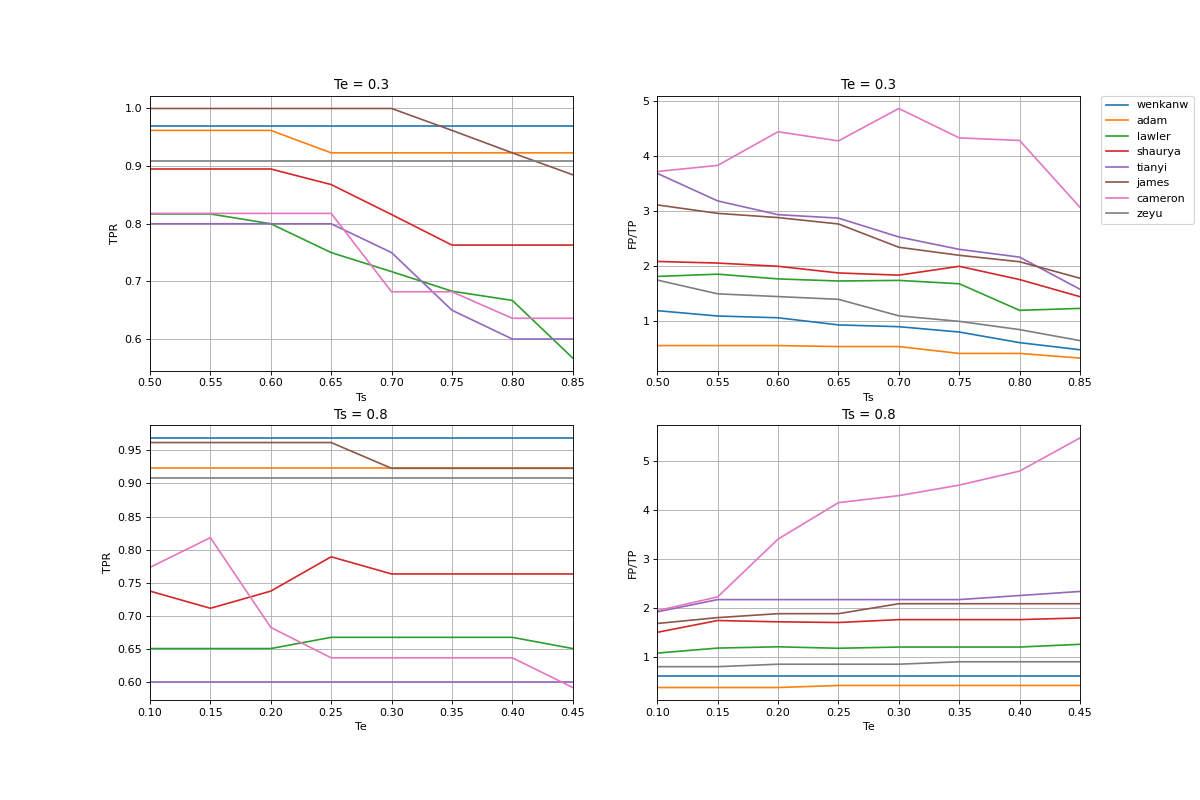 Te = 0.3
TPR
1.0
0.9
0.8
0.7
0.6
0.50 0.55 0.60 0.65 0.70 0.75 0.80 0.85
Ts
Te = 0.3
FP/TP
5
4
3
2
1
0.50 0.55 0.60 0.65 0.70 0.75 0.80 0.85
Ts
wenkanw
adam
lawler
shaurya
tianyi
james
cameron
zeyu
Ts = 0.8
TPR
0.95
0.90
0.85
0.80
0.75
0.70
0.65
0.60
0.10 0.15 0.20 0.25 0.30 0.35 0.40 0.45
Te
Ts = 0.8
FP/TP
5
4
3
2
1
0.10 0.15 0.20 0.25 0.30 0.35 0.40 0.45
Te